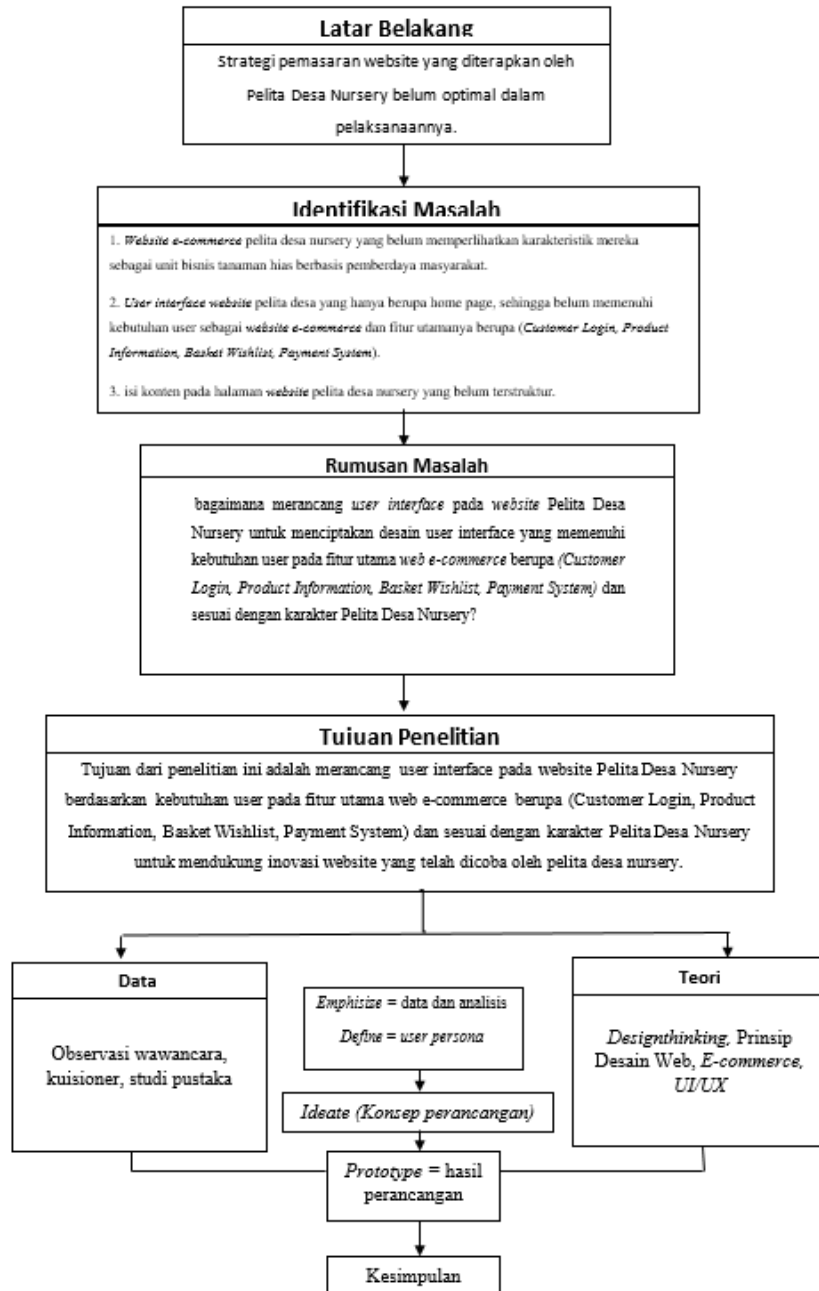 Latar Belakang
Strategi pemasaran website yang diterapkan oleh
Pelita Desa Nursery belum optimal dalam
pelaksanaannya.
Identifikasi Masalah
1. Website e-commerce pelita desa nursery yang belum memperlihatkan karakteristik mereka
sebagai unit bisnis tanaman hias berbasis pemberdaya masyarakat.
2. User interface website pelita desa yang hanya berupa home page, sehingga belum memenuhi
kebutuhan user sebagai website e-commerce dan fitur utamanya berupa (Customer Login, Product
Information, Basket Wishlist, Payment System).
3. isi konten pada halaman website pelita desa nursery yang belum terstruktur.
Rumusan Masalah
bagaimana merancang user interface pada website Pelita Desa
Nursery untuk menciptakan desain user interface yang memenuhi
kebutuhan user pada fitur utama web e-commerce berupa (Customer
Login, Product Information, Basket Wishlist, Payment System) dan
sesuai dengan karakter Pelita Desa Nursery?
Tujuan Penelitian
Tujuan dari penelitian ini adalah merancang user interface pada website Pelita Desa Nursery
berdasarkan kebutuhan user pada fitur utama web e-commerce berupa (Customer Login, Product
Information, Basket Wishlist, Payment System) dan sesuai dengan karakter Pelita Desa Nursery
untuk mendukung inovasi website yang telah dicoba oleh pelita desa nursery.
Data
Observasi wawancara,
kuisioner, studi pustaka
Emphisize = data dan analisis
Define = user persona
Ideate (Konsep perancangan)
Prototype = hasil
perancangan
Kesimpulan
Teori
Designthinking, Prinsip
Desain Web, E-commerce,
UI/UX